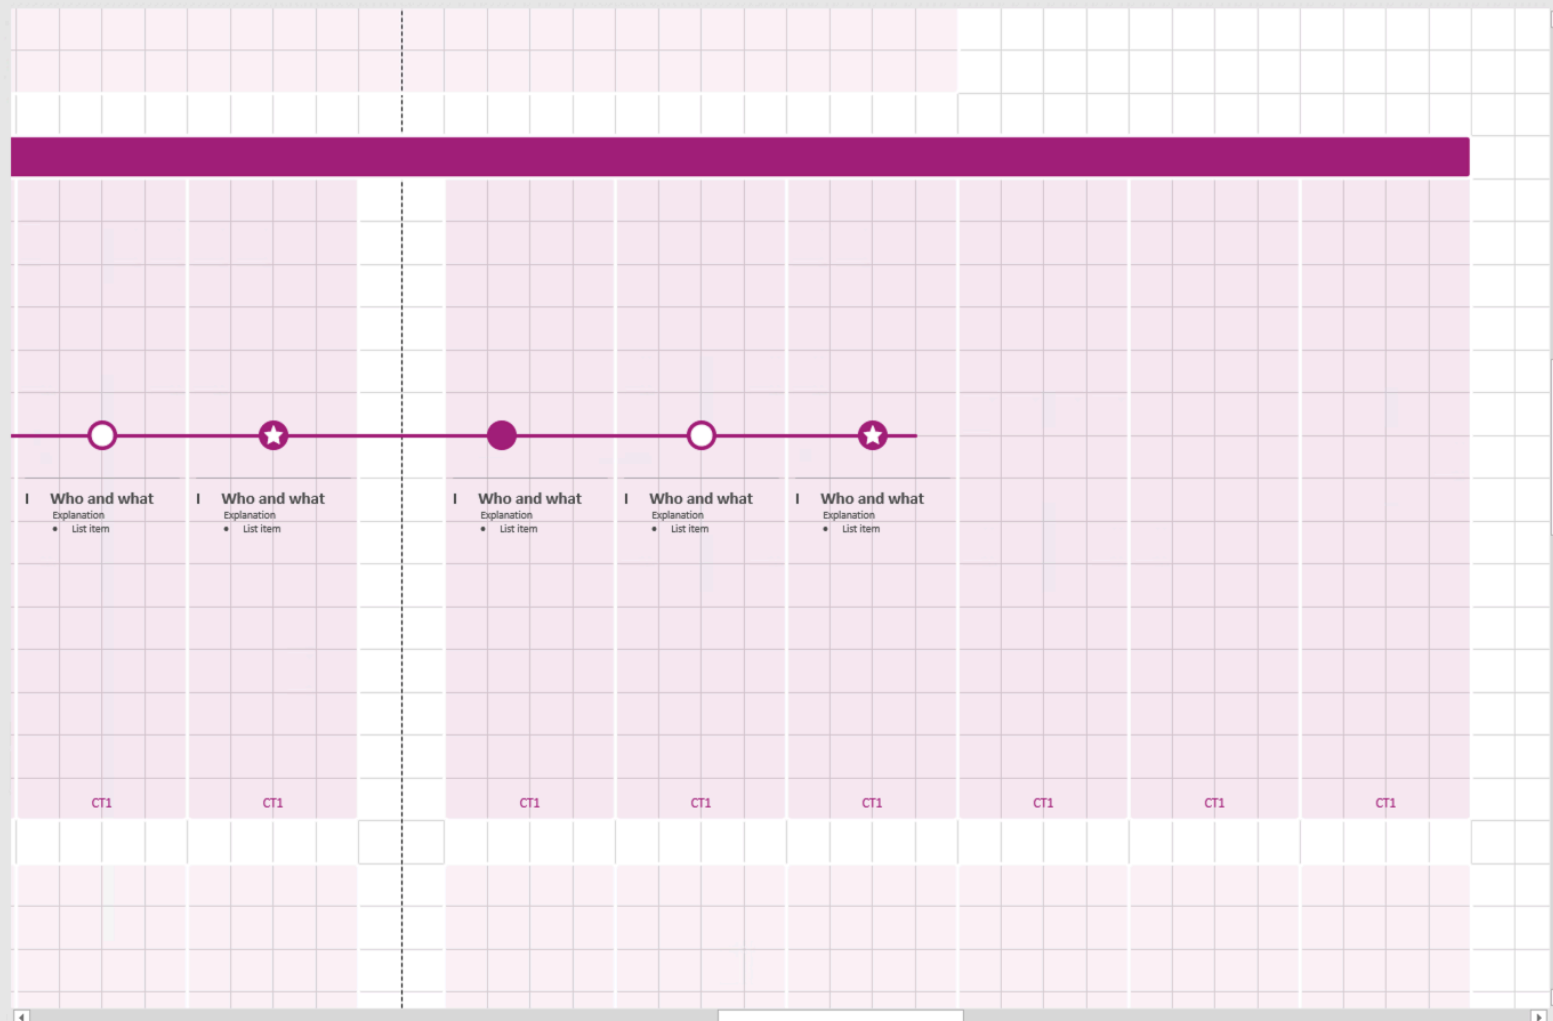 I Who and what
Explanation
• List item
I Who and what
Explanation
• List item
I Who and what
Explanation
• List item
I Who and what
Explanation
• List item
I Who and what
Explanation
• List item
CT1
CT1
CT1
CT1
CT1
CT1
CT1
CT1